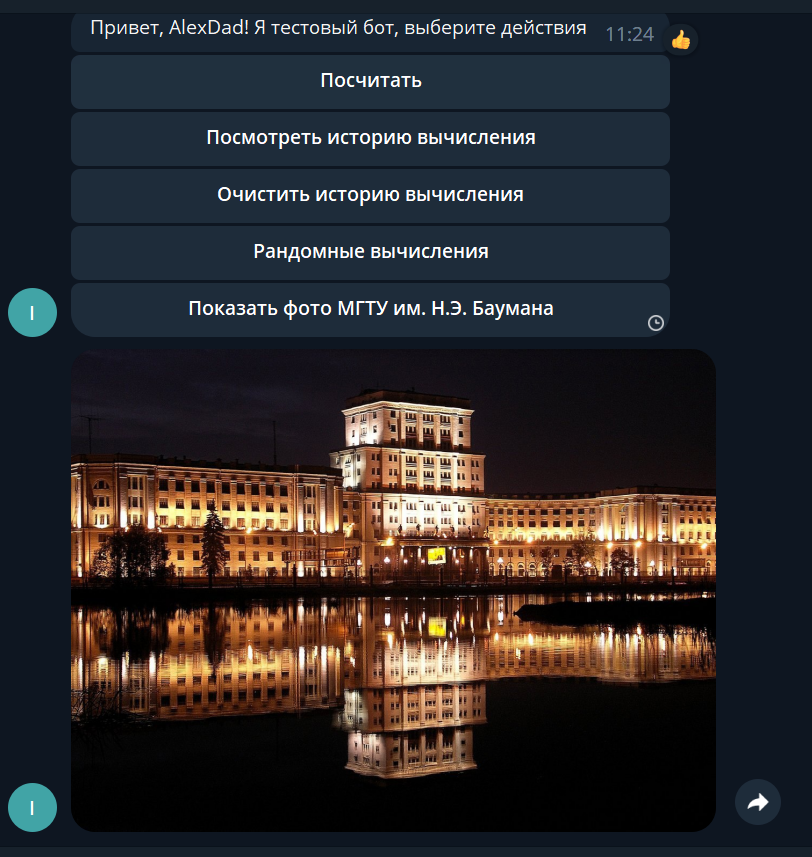 Привет, AlexDad! Я тестовый бот, выберите действия
11:24
Посчитать
Посмотреть историю вычисления
Очистить историю вычисления
Рандомные вычисления
Показать фото МГТУ им. Н.Э. Баумана
I
I